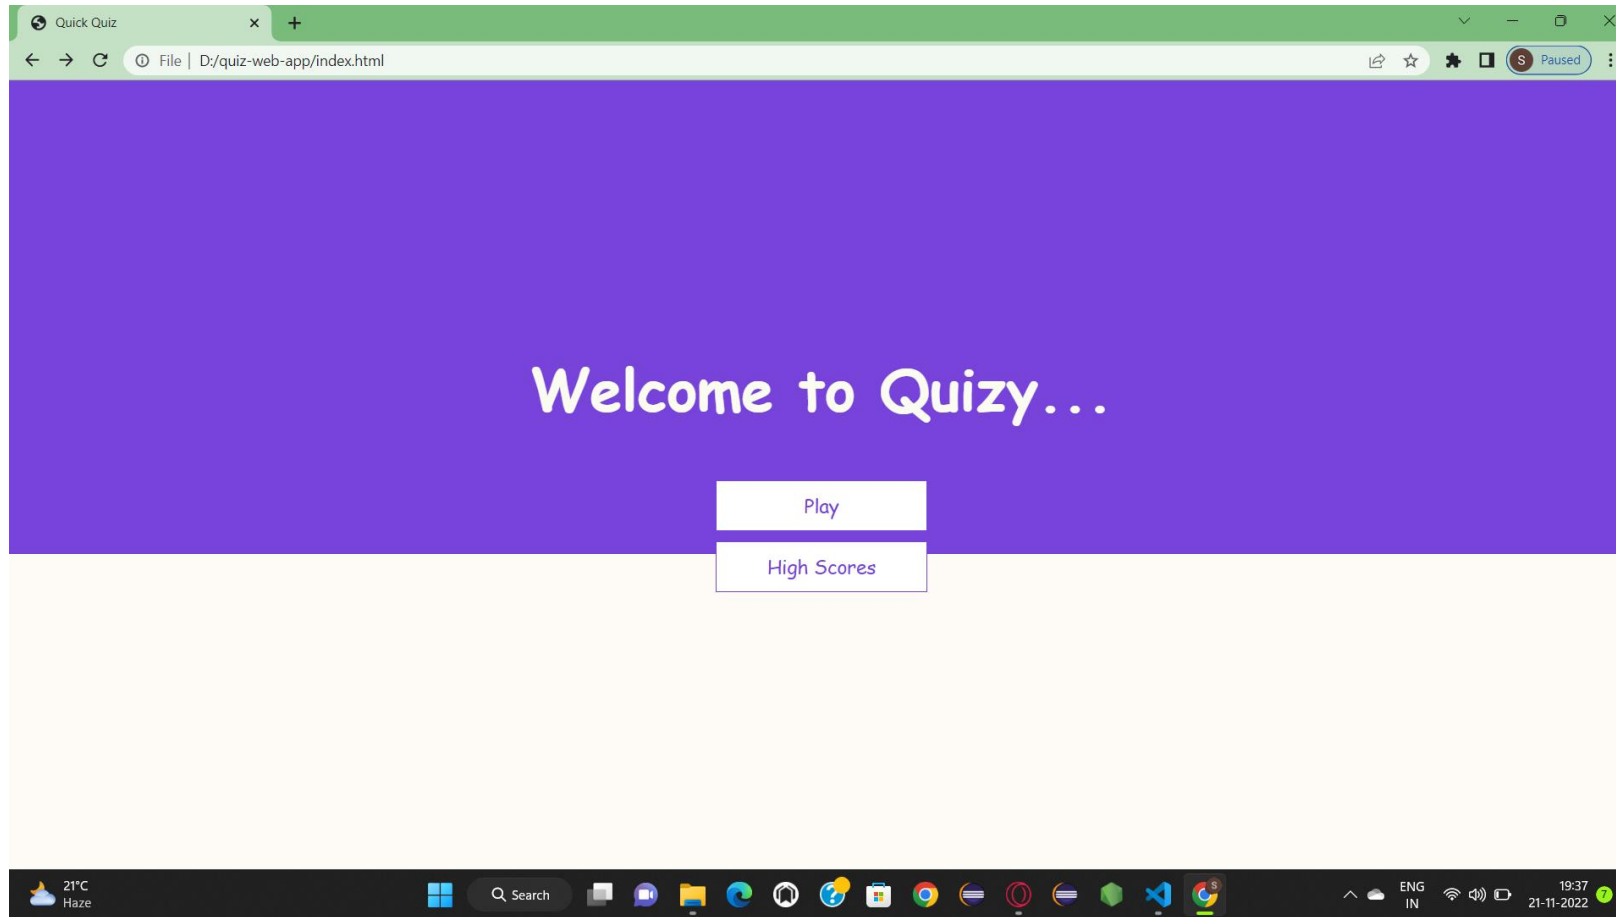 Quick Quiz
File | D:/quiz-web-app/index.html
S Paused
Welcome to Quizy...
Play
High Scores
21°C
Haze
Search
S
ENG
IN
19:37
21-11-2022
7